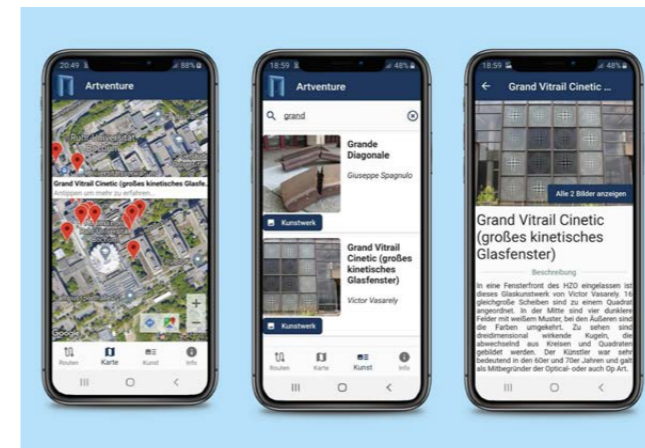 20:49
88%
Artventure
Ruhr-Universität
Grand Vitrail Cinetic (großes kinetisches Glasfe..
Antippen um mehr zu erfahren..
Google
Routen
Karte
Kunst
Info
18:59
48%
Artventure
grand
Grande
Diagonale
Giuseppe Spagnulo
Kunstwerk
Grand Vitrail
Cinetic (großes
kinetisches
Glasfenster)
Victor Vasarely
Kunstwerk
Routen
Karte
Kunst
Info
18:59
48%
Grand Vitrail Cinetic ...
Alle 2 Bilder anzeigen
Grand Vitrail Cinetic
(großes kinetisches
Glasfenster)
Beschreibung
In eine Fensterfront des HZO eingelassen ist
dieses Glaskunstwerk von Victor Vasarely. 16
gleichgroße Scheiben sind zu einem Quadrat
angeordnet. In der Mitte sind vier dunklere
Felder mit weißem Muster, bei den Äußeren sind
die Farben umgekehrt. Zu sehen sind
dreidimensional wirkende Kugeln, die
abwechselnd aus Kreisen und Quadraten
gebildet werden. Der Künstler war sehr
bedeutend in den 60er und 70er Jahren und galt
als Mitbegründer der Optical- oder auch Op Art.